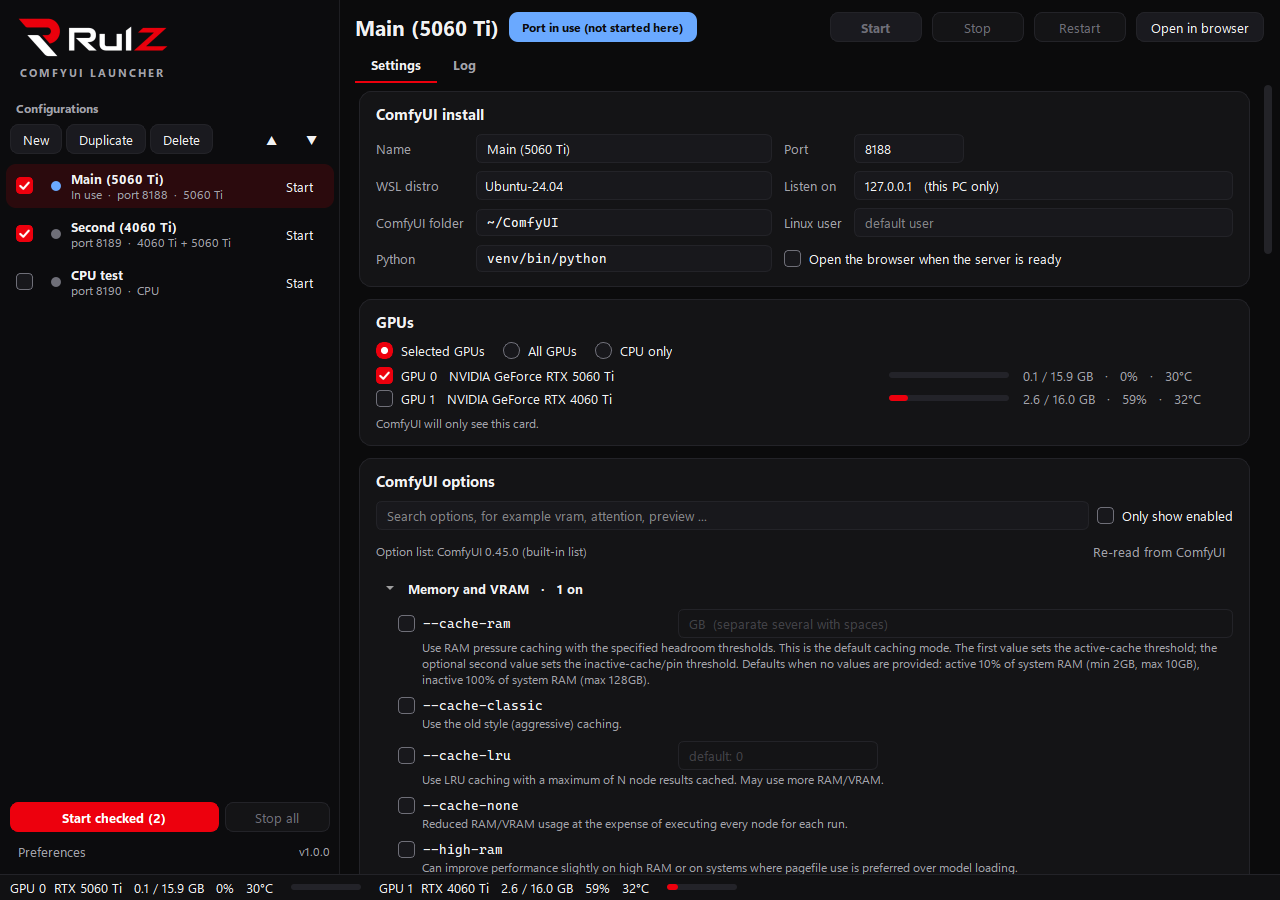 RulZ
COMFYUI LAUNCHER
Configurations
New Duplicate Delete ▲ ▼
Main (5060 Ti)
In use · port 8188 · 5060 Ti
Start
Second (4060 Ti)
port 8189 · 4060 Ti + 5060 Ti
Start
CPU test
port 8190 · CPU
Start
Start checked (2) Stop all
Preferences v1.0.0
Main (5060 Ti) Port in use (not started here) Start Stop Restart Open in browser
Settings Log
ComfyUI install
Name Main (5060 Ti) Port 8188
WSL distro Ubuntu-24.04 Listen on 127.0.0.1 (this PC only)
ComfyUI folder ~/ComfyUI Linux user default user
Python venv/bin/python Open the browser when the server is ready
GPUs
Selected GPUs All GPUs CPU only
GPU 0 NVIDIA GeForce RTX 5060 Ti 0.1 / 15.9 GB · 0% · 30°C
GPU 1 NVIDIA GeForce RTX 4060 Ti 2.6 / 16.0 GB · 59% · 32°C
ComfyUI will only see this card.
ComfyUI options
Search options, for example vram, attention, preview ... Only show enabled
Option list: ComfyUI 0.45.0 (built-in list) Re-read from ComfyUI
Memory and VRAM · 1 on
--cache-ram GB (separate several with spaces)
Use RAM pressure caching with the specified headroom thresholds. This is the default caching mode. The first value sets the active-cache threshold; the
optional second value sets the inactive-cache/pin threshold. Defaults when no values are provided: active 10% of system RAM (min 2GB, max 10GB),
inactive 100% of system RAM (max 128GB).
--cache-classic
Use the old style (aggressive) caching.
--cache-lru default: 0
Use LRU caching with a maximum of N node results cached. May use more RAM/VRAM.
--cache-none
Reduced RAM/VRAM usage at the expense of executing every node for each run.
--high-ram
Can improve performance slightly on high RAM or on systems where pagefile use is preferred over model loading.
GPU 0 RTX 5060 Ti 0.1 / 15.9 GB 0% 30°C GPU 1 RTX 4060 Ti 2.6 / 16.0 GB 59% 32°C